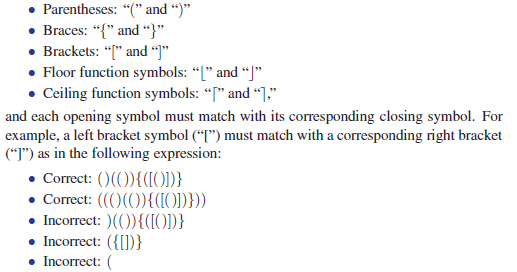 • Parentheses: “(” and “)”
• Braces: “{” and “}”
• Brackets: “[” and “]”
• Floor function symbols: “⌊” and “⌋”
• Ceiling function symbols: “⌈” and “⌉,”
and each opening symbol must match with its corresponding closing symbol. For
example, a left bracket symbol (“[”) must match with a corresponding right bracket
(“]”) as in the following expression:
• Correct: ()(()){([()])}
• Correct: ((()(()){([()])}))
• Incorrect: )(()){([()])}
• Incorrect: ({[])}
• Incorrect: (